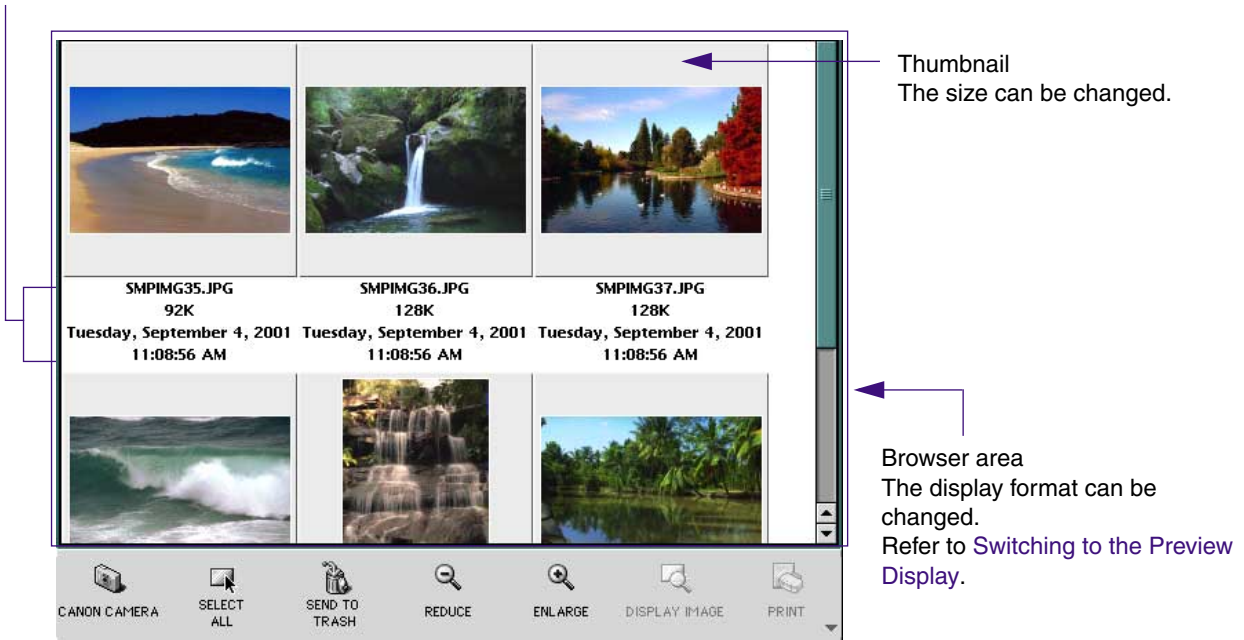 Thumbnail
The size can be changed.
SMPIMG35.JPG
92K
Tuesday, September 4, 2001
11:08:56 AM
SMPIMG36.JPG
128K
Tuesday, September 4, 2001
11:08:56 AM
SMPIMG37.JPG
128K
Tuesday, September 4, 2001
11:08:56 AM
Browser area
The display format can be
changed.
Refer to Switching to the Preview
Display.
CANON CAMERA
SELECT
ALL
SEND TO
TRASH
REDUCE
ENLARGE
DISPLAY IMAGE
PRINT